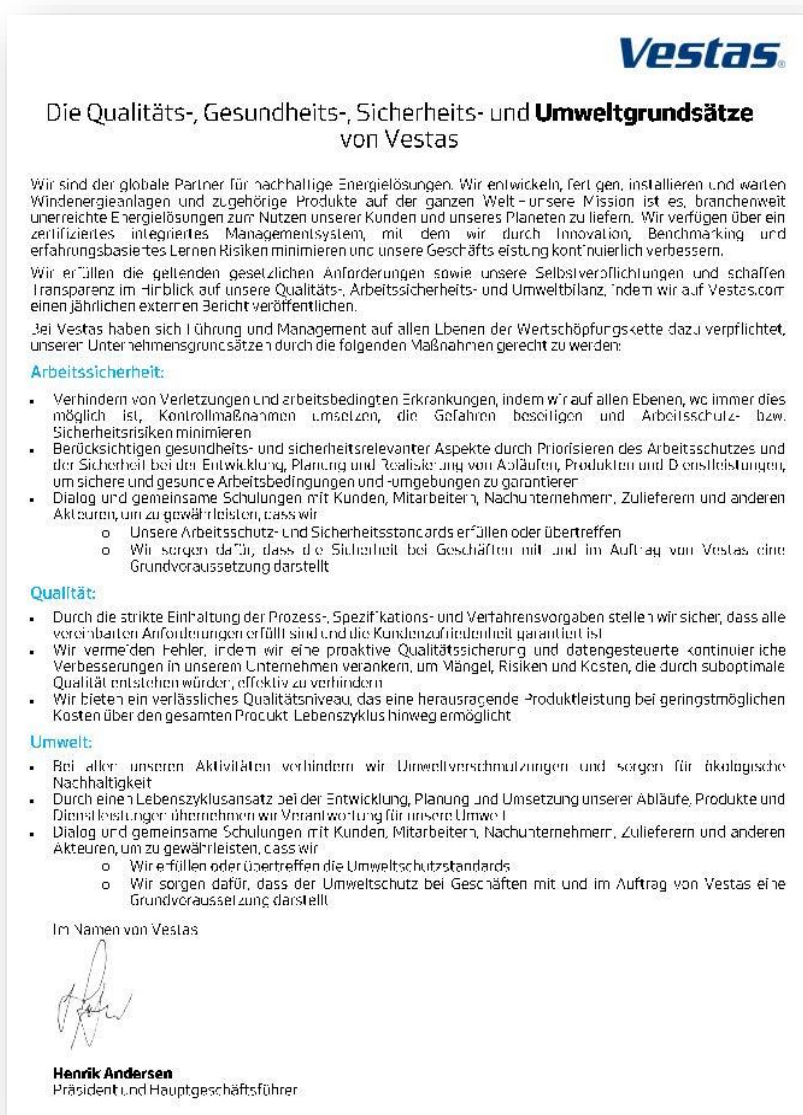 Vestas
Die Qualitäts-, Gesundheits-, Sicherheits- und Umweltgrundsätze
von Vestas
Wir sind der globale Partner für nachhaltige Energielösungen. Wir entwickeln, fertigen, installieren und warten
Windenergieanlagen und zugehörige Produkte auf der ganzen Welt – unsere Mission ist es, branchenweit
unerreichte Energielösungen zum Nutzen unserer Kunden und unseres Planeten zu liefern. Wir verfügen über ein
zertifiziertes integriertes Managementsystem, mit dem wir durch Innovation, Benchmarking und
erfahrungsbasiertes Lernen Risiken minimieren und unsere Geschäftsleistung kontinuierlich verbessern.
Wir erfüllen die geltenden gesetzlichen Anforderungen sowie unsere Selbstverpflichtungen und schaffen
Transparenz im Hinblick auf unsere Qualitäts-, Arbeitssicherheits- und Umweltbilanz, indem wir auf Vestas.com
einen jährlichen externen Bericht veröffentlichen.
Bei Vestas haben sich Führung und Management auf allen Ebenen der Wertschöpfungskette dazu verpflichtet,
unseren Unternehmensgrundsätzen durch die folgenden Maßnahmen gerecht zu werden:
Arbeitssicherheit:
• Verhindern von Verletzungen und arbeitsbedingten Erkrankungen, indem wir auf allen Ebenen, wo immer dies
möglich ist, Kontrollmaßnahmen umsetzen, die Gefahren beseitigen und Arbeitsschutz- bzw.
Sicherheitsrisiken minimieren
• Berücksichtigen gesundheits- und sicherheitsrelevanter Aspekte durch Priorisieren des Arbeitsschutzes und
der Sicherheit bei der Entwicklung, Planung und Realisierung von Abläufen, Produkten und Dienstleistungen,
um sichere und gesunde Arbeitsbedingungen und -umgebungen zu garantieren
• Dialog und gemeinsame Schulungen mit Kunden, Mitarbeitern, Nachunternehmern, Zulieferern und anderen
Akteuren, um zu gewährleisten, dass wir
o Unsere Arbeitsschutz- und Sicherheitsstandards erfüllen oder übertreffen
o Wir sorgen dafür, dass die Sicherheit bei Geschäften mit und im Auftrag von Vestas eine
Grundvoraussetzung darstellt
Qualität:
• Durch die strikte Einhaltung der Prozess-, Spezifikations- und Verfahrensvorgaben stellen wir sicher, dass alle
vereinbarten Anforderungen erfüllt sind und die Kundenzufriedenheit garantiert ist
• Wir vermeiden Fehler, indem wir eine proaktive Qualitätssicherung und datengesteuerte kontinuierliche
Verbesserungen in unserem Unternehmen verankern, um Mängel, Risiken und Kosten, die durch suboptimale
Qualität entstehen würden, effektiv zu verhindern
• Wir bieten ein verlässliches Qualitätsniveau, das eine herausragende Produktleistung bei geringstmöglichen
Kosten über den gesamten Produkt-Lebenszyklus hinweg ermöglicht
Umwelt:
• Bei allen unseren Aktivitäten verhindern wir Umweltverschmutzungen und sorgen für ökologische
Nachhaltigkeit
• Durch einen Lebenszyklusansatz bei der Entwicklung, Planung und Umsetzung unserer Abläufe, Produkte und
Dienstleistungen übernehmen wir Verantwortung für unsere Umwelt
• Dialog und gemeinsame Schulungen mit Kunden, Mitarbeitern, Nachunternehmern, Zulieferern und anderen
Akteuren, um zu gewährleisten, dass wir
o Wir erfüllen oder übertreffen die Umweltschutzstandards
o Wir sorgen dafür, dass der Umweltschutz bei Geschäften mit und im Auftrag von Vestas eine
Grundvoraussetzung darstellt
Im Namen von Vestas
Henrik Andersen
Präsident und Hauptgeschäftsführer